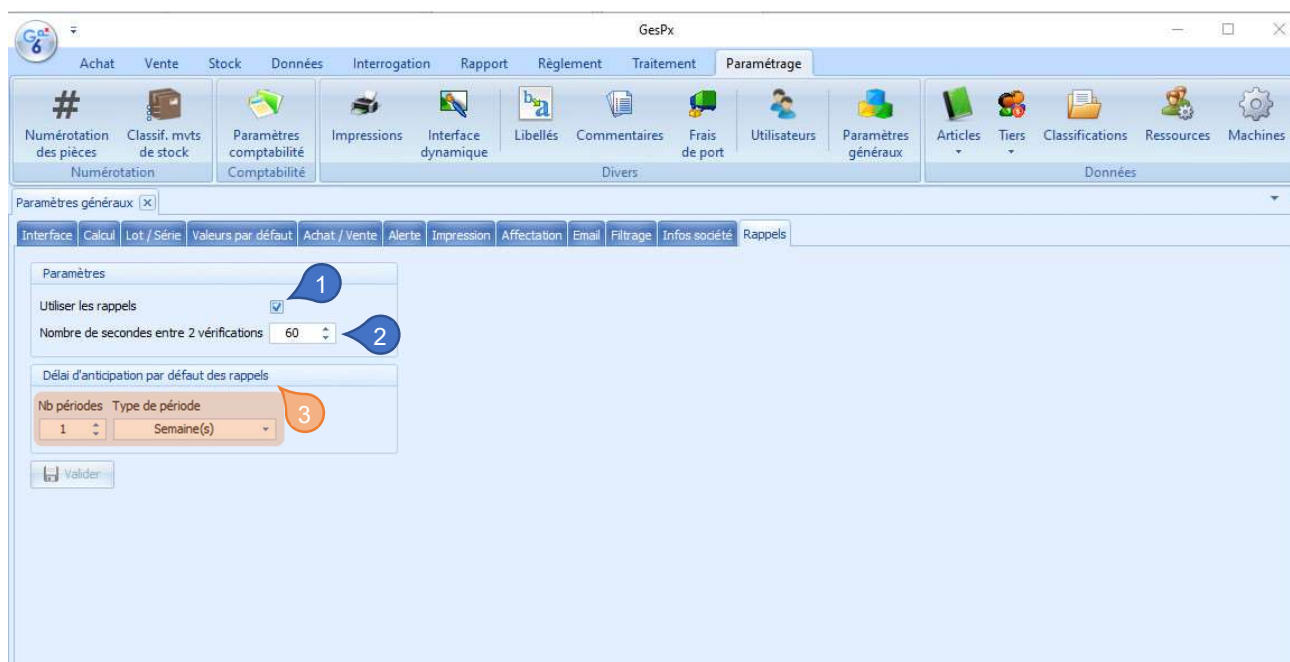 GesPx
Ga
6
Achat Vente Stock Données Interrogation Rapport Règlement Traitement Paramétrage
#
b
a
Numérotation Classif. mvts Paramètres Impressions Interface Libellés Commentaires Frais Utilisateurs Paramètres Articles Tiers Classifications Ressources Machines
des pièces de stock comptabilité dynamique de port généraux
Numérotation Comptabilité Divers Données
Paramètres généraux
Interface Calcul Lot / Série Valeurs par défaut Achat / Vente Alerte Impression Affectation Email Filtrage Infos société Rappels
Paramètres
1
Utiliser les rappels
Nombre de secondes entre 2 vérifications 60 2
Délai d'anticipation par défaut des rappels
Nb périodes Type de période
3
1 Semaine(s)
Valider